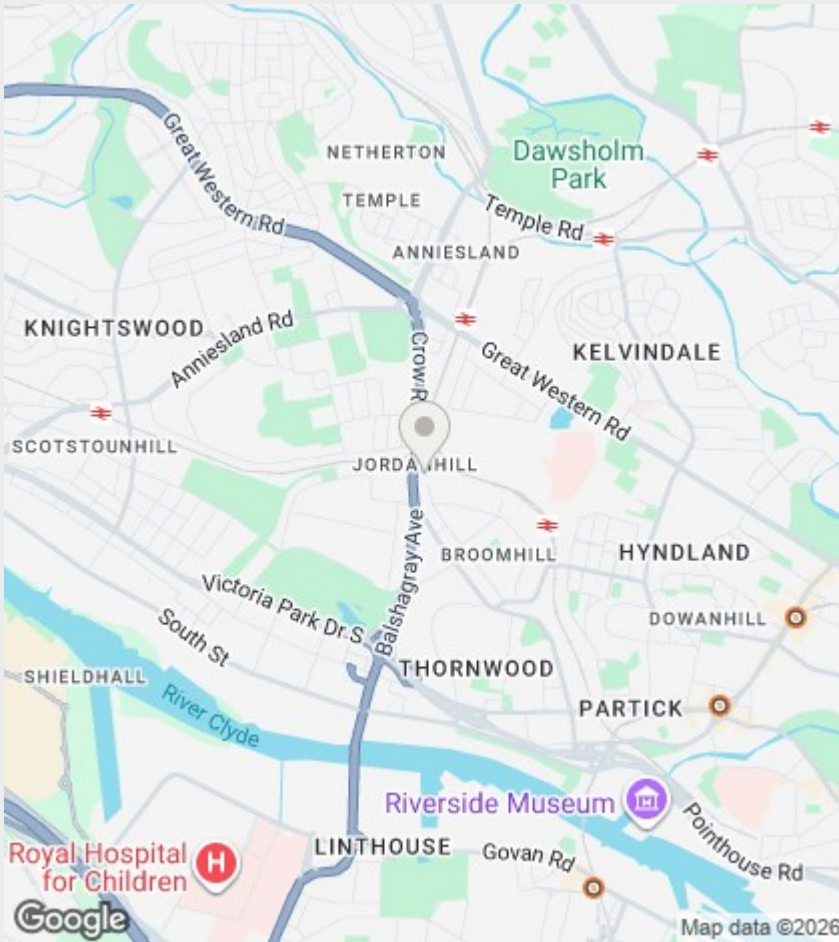 Great Western Rd
NETHERTON
Dawsholm
Park
TEMPLE
Temple Rd
ANNIESLAND
KNIGHTSWOOD
Anniesland Rd
Crow R
Great Western Rd
KELVINDALE
SCOTSTOUNHILL
JORDANHILL
Balshagray Ave
BROOMHILL
HYNDLAND
Victoria Park Dr S
DOWANHILL
South St
THORNWOOD
SHIELDHALL
River Clyde
PARTICK
Riverside Museum
Pointhouse Rd
LINTHOUSE
Govan Rd
Royal Hospital
for Children
H
Google
Map data ©2026